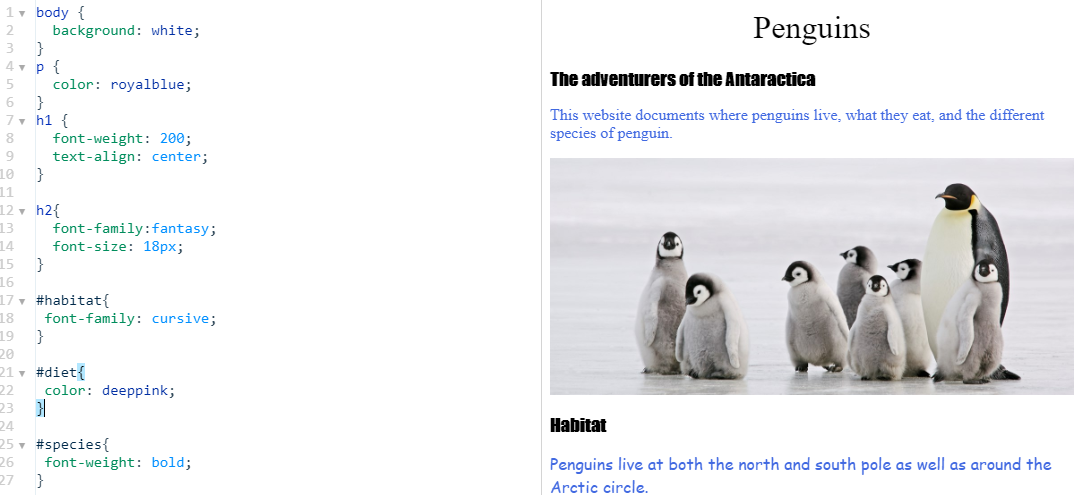 1 body {
2 background: white;
3 }
4 p {
5 color: royalblue;
6 }
7 h1 {
8 font-weight: 200;
9 text-align: center;
10 }
11
12 h2{
13 font-family:fantasy;
14 font-size: 18px;
15 }
16
17 #habitat{
18 font-family: cursive;
19 }
20
21 #diet{
22 color: deeppink;
23 }
24
25 #species{
26 font-weight: bold;
27 }
Penguins
The adventurers of the Antaractica
This website documents where penguins live, what they eat, and the different
species of penguin.
Habitat
Penguins live at both the north and south pole as well as around the
Arctic circle.